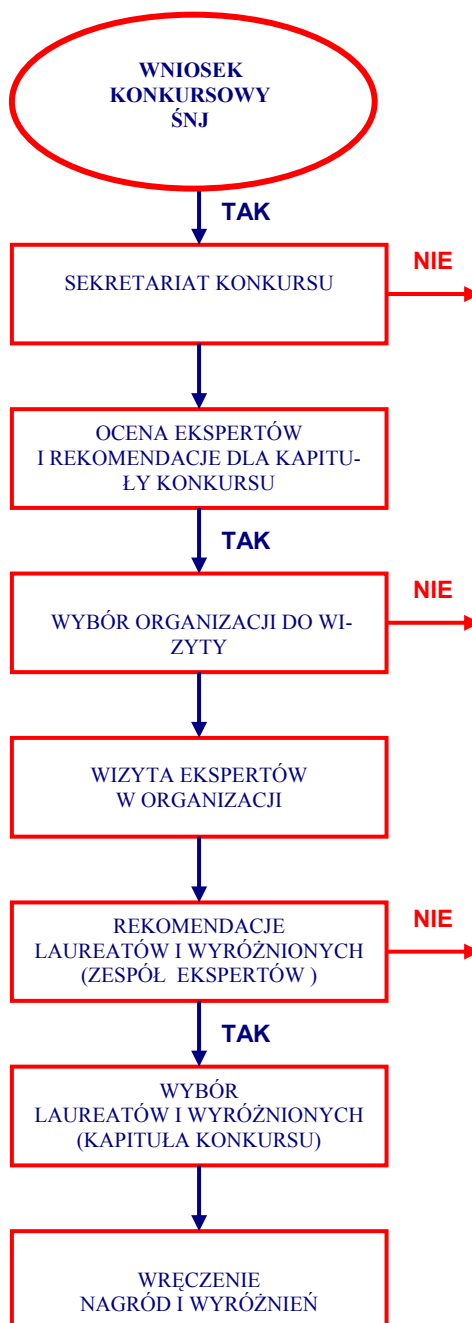 WNIOSEK
KONKURSOWY
ŚNJ
TAK
NIE
SEKRETARIAT KONKURSU
OCENA EKSPERTÓW
I REKOMENDACJE DLA KAPITU-
ŁY KONKURSU
TAK
NIE
WYBÓR ORGANIZACJI DO WI-
ZYTY
WIZYTA EKSPERTÓW
W ORGANIZACJI
NIE
REKOMENDACJE
LAUREATÓW I WYRÓŻNIONYCH
(ZESPÓŁ EKSPERTÓW )
TAK
WYBÓR
LAUREATÓW I WYRÓŻNIONYCH
(KAPITUŁA KONKURSU)
WRĘCZENIE
NAGRÓD I WYRÓŻNIEŃ